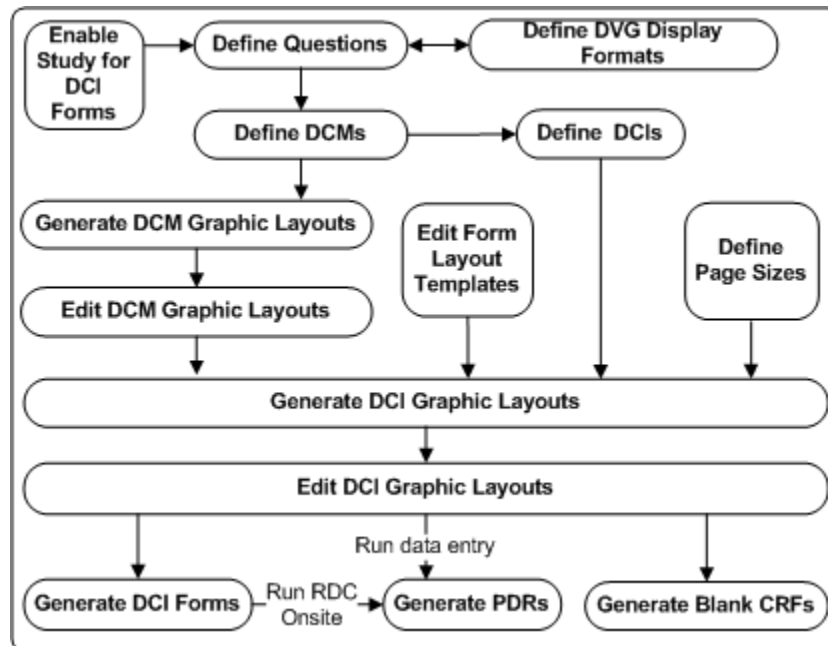 Enable
Study for
DCI
Forms
Define Questions
Define DVG Display
Formats
Define DCMs
Define DCIs
Generate DCM Graphic Layouts
Edit Form
Layout
Templates
Define
Page Sizes
Edit DCM Graphic Layouts
Generate DCI Graphic Layouts
Edit DCI Graphic Layouts
Run data entry
Generate DCI Forms
Run RDC
Onsite
Generate PDRs
Generate Blank CRFs